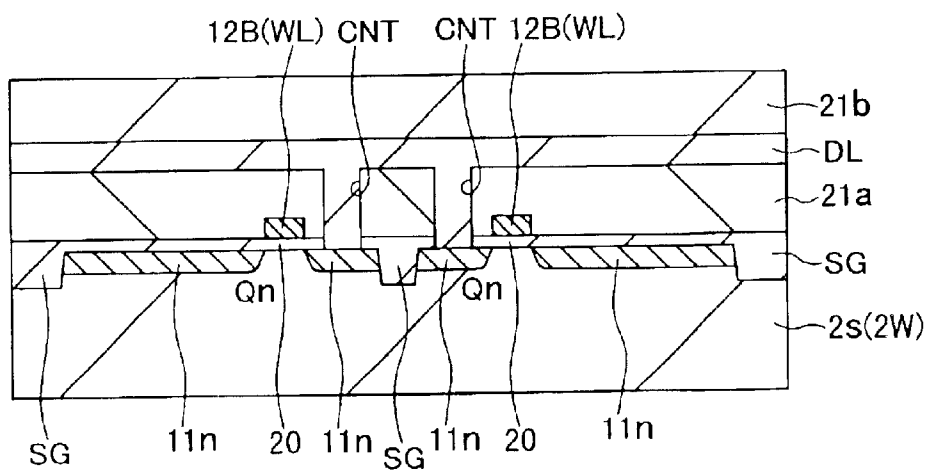 12B(WL) CNT CNT 12B(WL)
21b
DL
21a
SG
Qn Qn
2s(2W)
SG 11n 20 11n SG 11n 20 11n